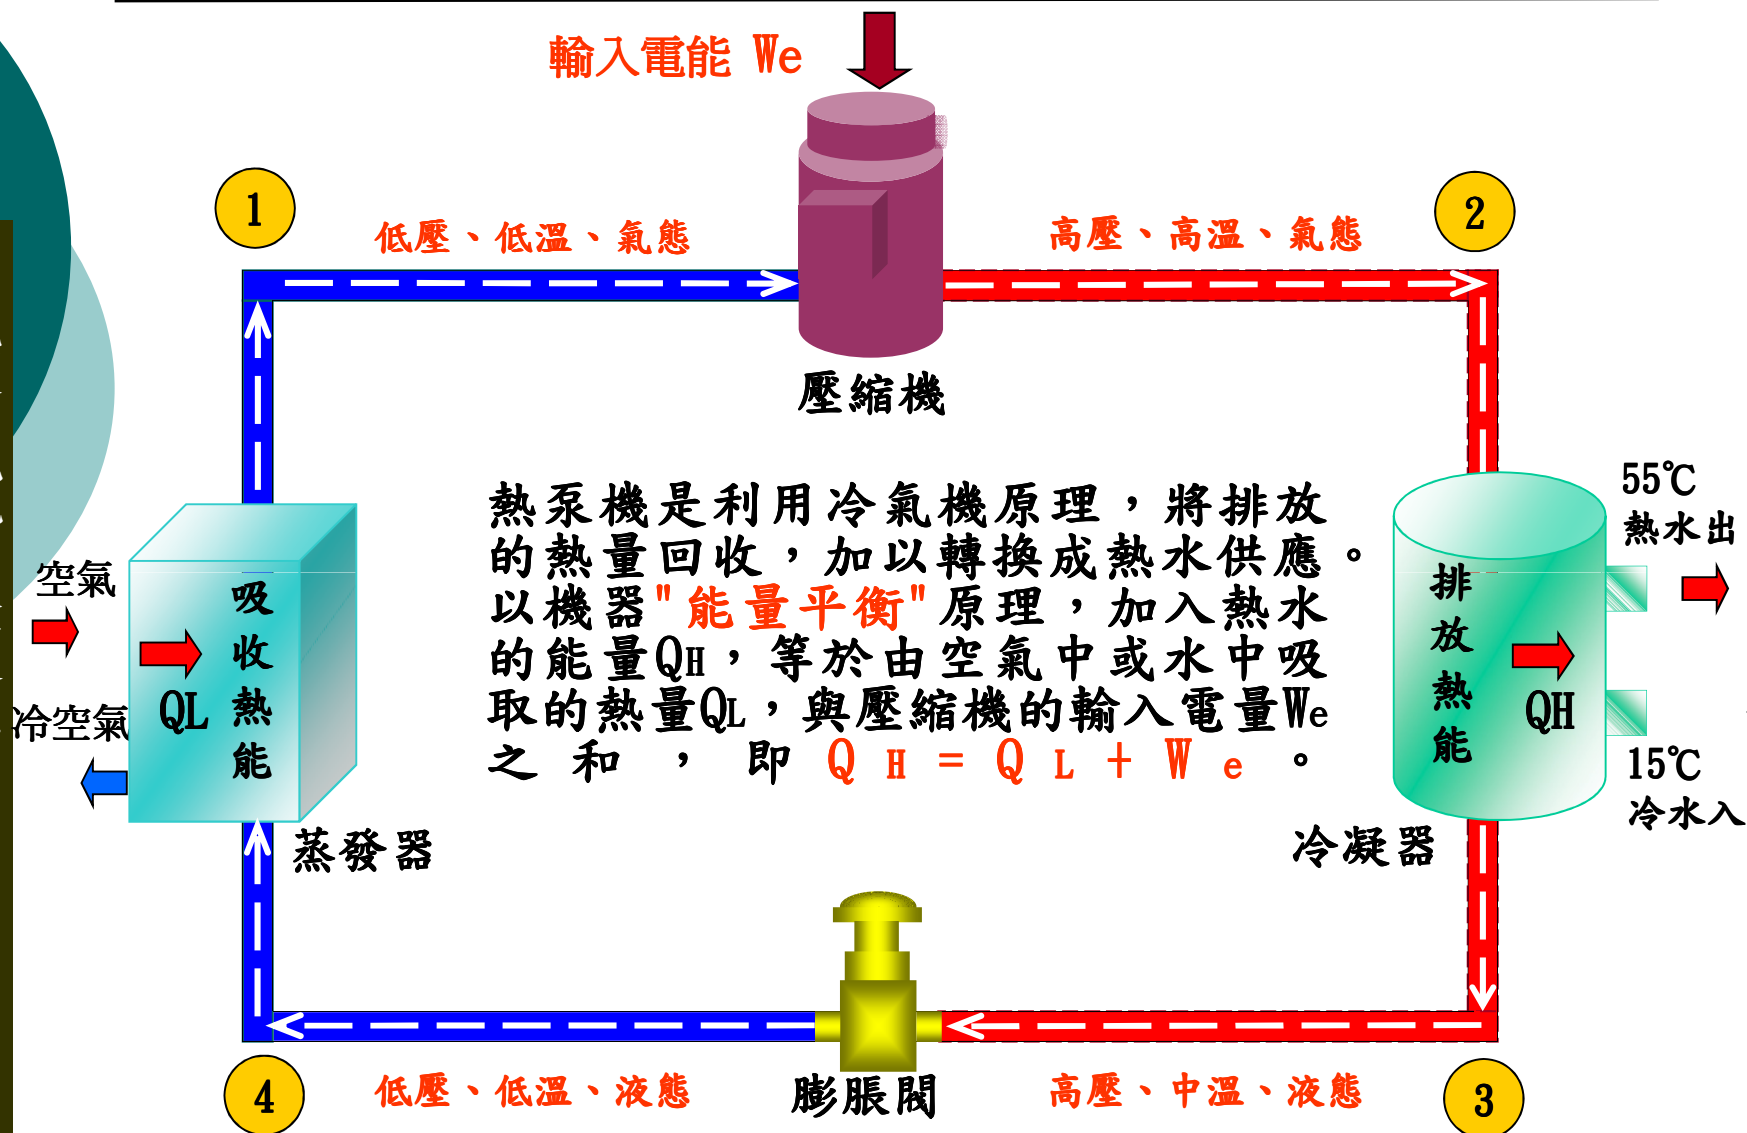 輸入電能 We
1
低壓、低溫、氣態
高壓、高溫、氣態
2
壓縮機
熱泵機是利用冷氣機原理，將排放
的熱量回收，加以轉換成熱水供應。
以機器"能量平衡"原理，加入熱水
的能量QH，等於由空氣中或水中吸
取的熱量QL，與壓縮機的輸入電量We
之和，即QH=QL+We。
空氣
冷空氣
QL
吸收熱能
蒸發器
排放熱能
QH
55℃
熱水出
15℃
冷水入
冷凝器
4
低壓、低溫、液態
膨脹閥
高壓、中溫、液態
3